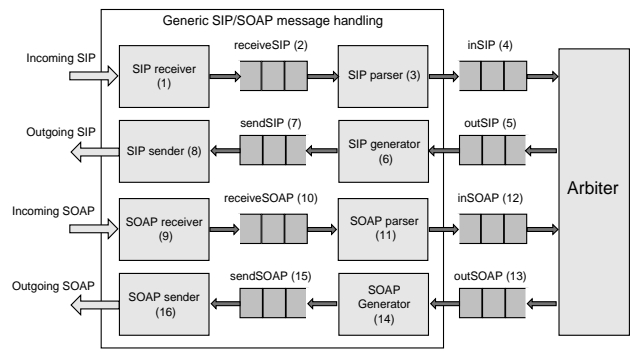 Generic SIP/SOAP message handling
Incoming SIP
SIP receiver
(1)
receiveSIP (2)
SIP parser (3)
inSIP (4)
Outgoing SIP
SIP sender (8)
sendSIP (7)
SIP generator
(6)
outSIP (5)
Arbiter
Incoming SOAP
SOAP receiver
(9)
receiveSOAP (10)
SOAP parser
(11)
inSOAP (12)
Outgoing SOAP
SOAP sender
(16)
sendSOAP (15)
SOAP
Generator
(14)
outSOAP (13)